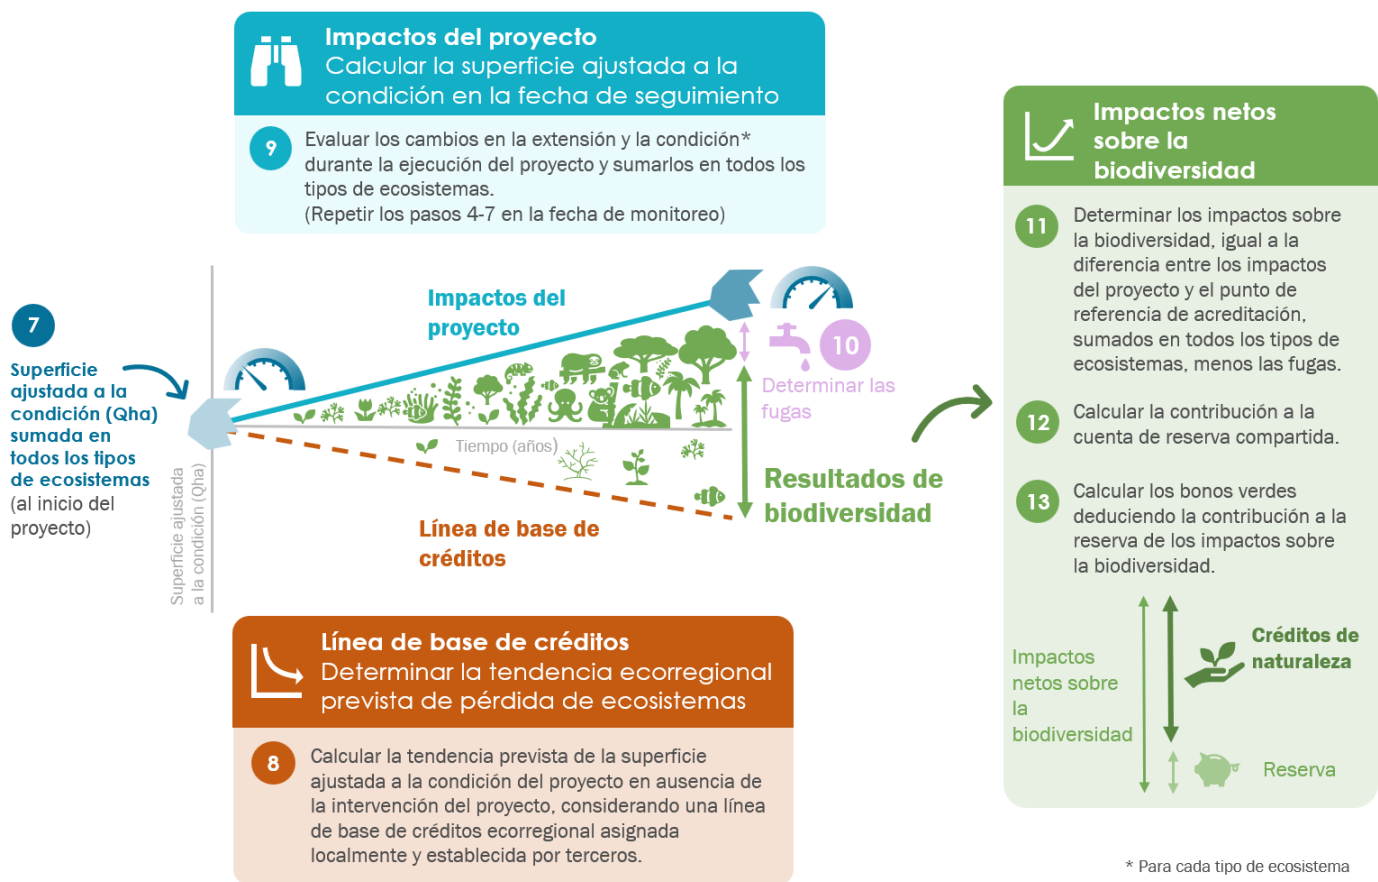 Impactos del proyecto
Calcular la superficie ajustada a la
condición en la fecha de seguimiento
9
Evaluar los cambios en la extensión y la condición*
durante la ejecución del proyecto y sumarlos en todos los
tipos de ecosistemas.
(Repetir los pasos 4-7 en la fecha de monitoreo)
7
Superficie
ajustada a la
condición (Qha)
sumada en
todos los tipos
de ecosistemas
(al inicio del
proyecto)
Superficie ajustada
a la condición (Qha)
Impactos del
proyecto
Tiempo (años)
Línea de base de
créditos
10
Determinar las
fugas
Resultados de
biodiversidad
Línea de base de créditos
Determinar la tendencia ecorregional
prevista de pérdida de ecosistemas
8
Calcular la tendencia prevista de la superficie
ajustada a la condición del proyecto en ausencia de
la intervención del proyecto, considerando una línea
de base de créditos ecorregional asignada
localmente y establecida por terceros.
Impactos netos
sobre la
biodiversidad
11
Determinar los impactos sobre
la biodiversidad, igual a la
diferencia entre los impactos
del proyecto y el punto de
referencia de acreditación,
sumados en todos los tipos de
ecosistemas, menos las fugas.
12
Calcular la contribución a la
cuenta de reserva compartida.
13
Calcular los bonos verdes
deduciendo la contribución a la
reserva de los impactos sobre
la biodiversidad.
Impactos
netos sobre
la
biodiversidad
Créditos de
naturaleza
Reserva
* Para cada tipo de ecosistema